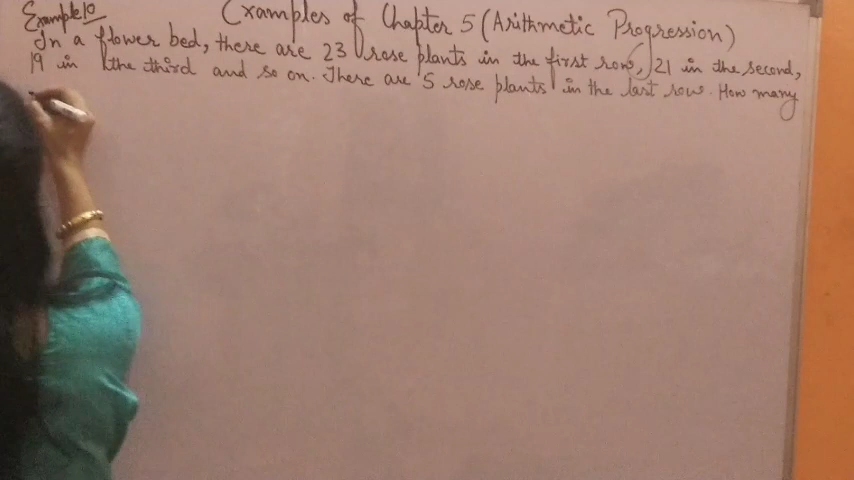 Examples of Chapter 5 (Arithmetic Progression)
Example 10
In a flower bed, there are 23 rose plants in the first row, 21 in the second,
19 in the third and so on. There are 5 rose plants in the last row. How many